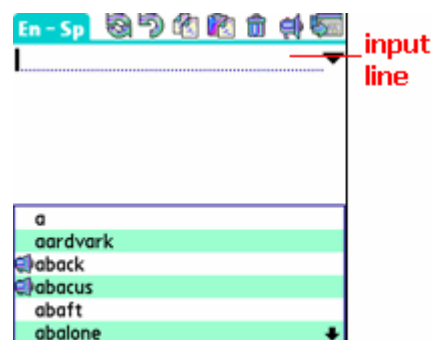 En - Sp
input
line
a
aardvark
aback
abacus
abaft
abalone